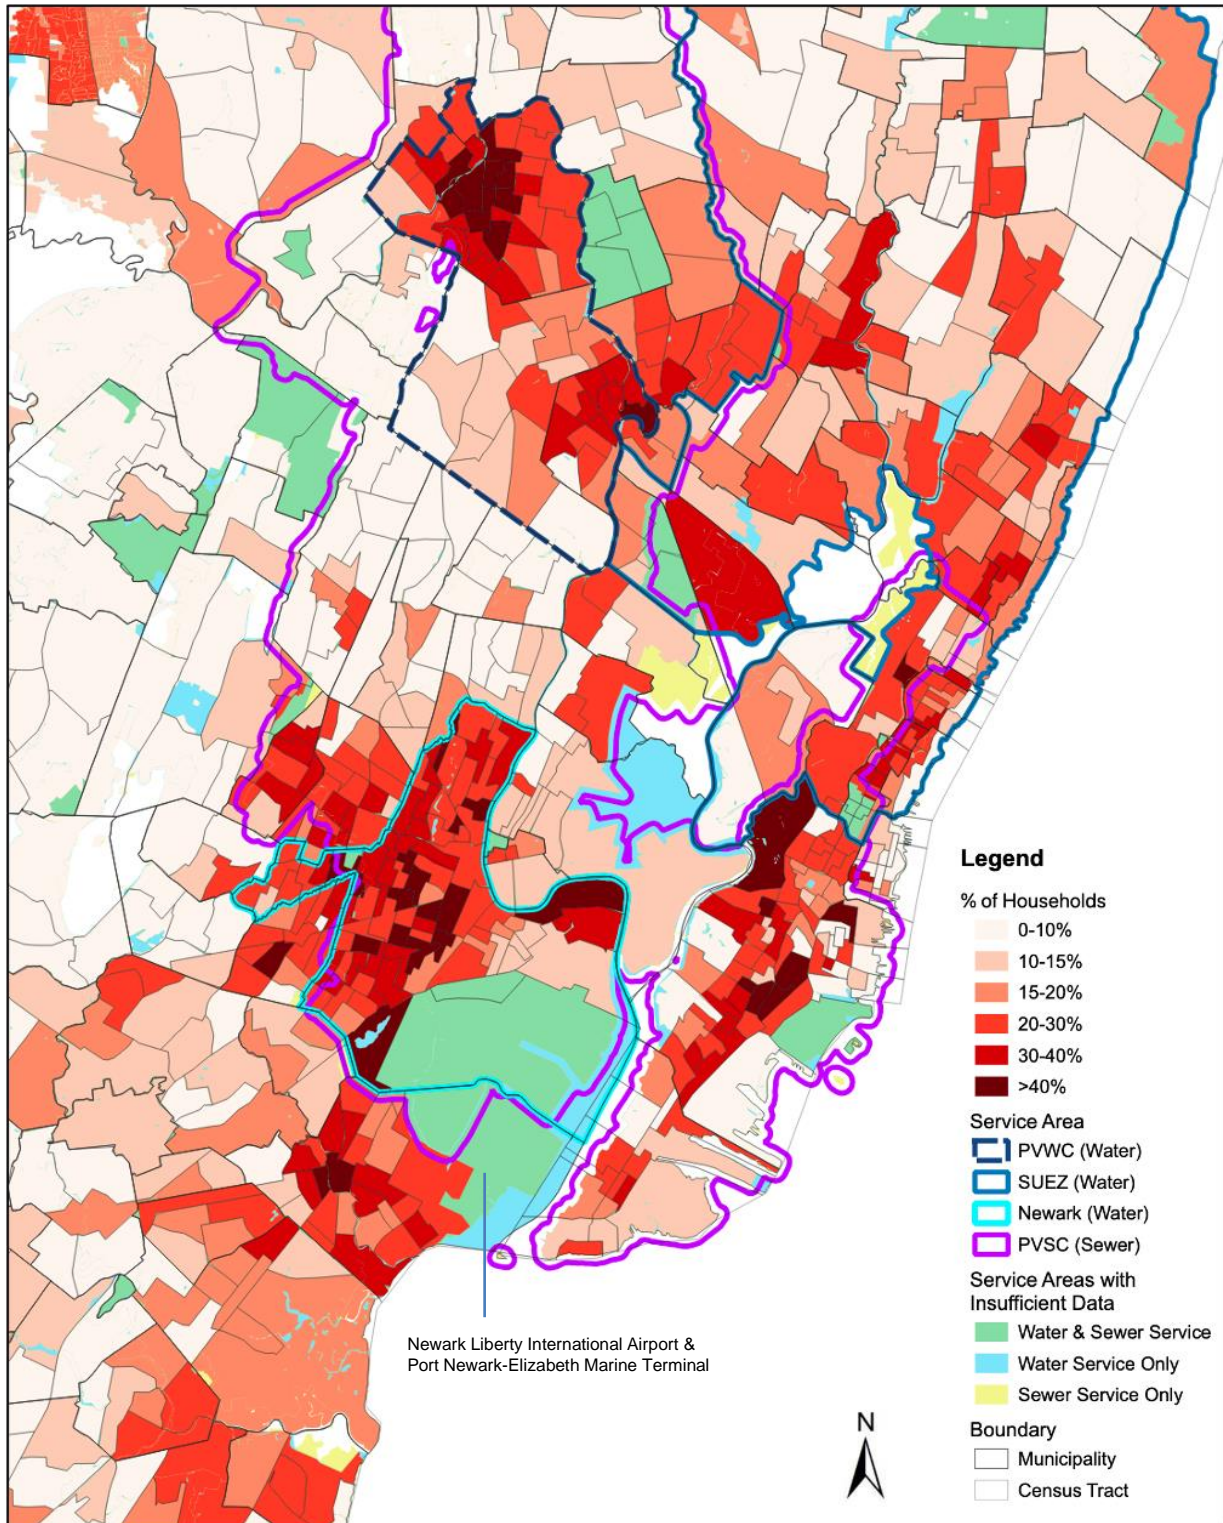 Legend
% of Households
0-10%
10-15%
15-20%
20-30%
30-40%
>40%
Service Area
PVWC (Water)
SUEZ (Water)
Newark (Water)
PVSC (Sewer)
Service Areas with
Insufficient Data
Water & Sewer Service
Water Service Only
Sewer Service Only
Boundary
Municipality
Census Tract
Newark Liberty International Airport &
Port Newark-Elizabeth Marine Terminal
N